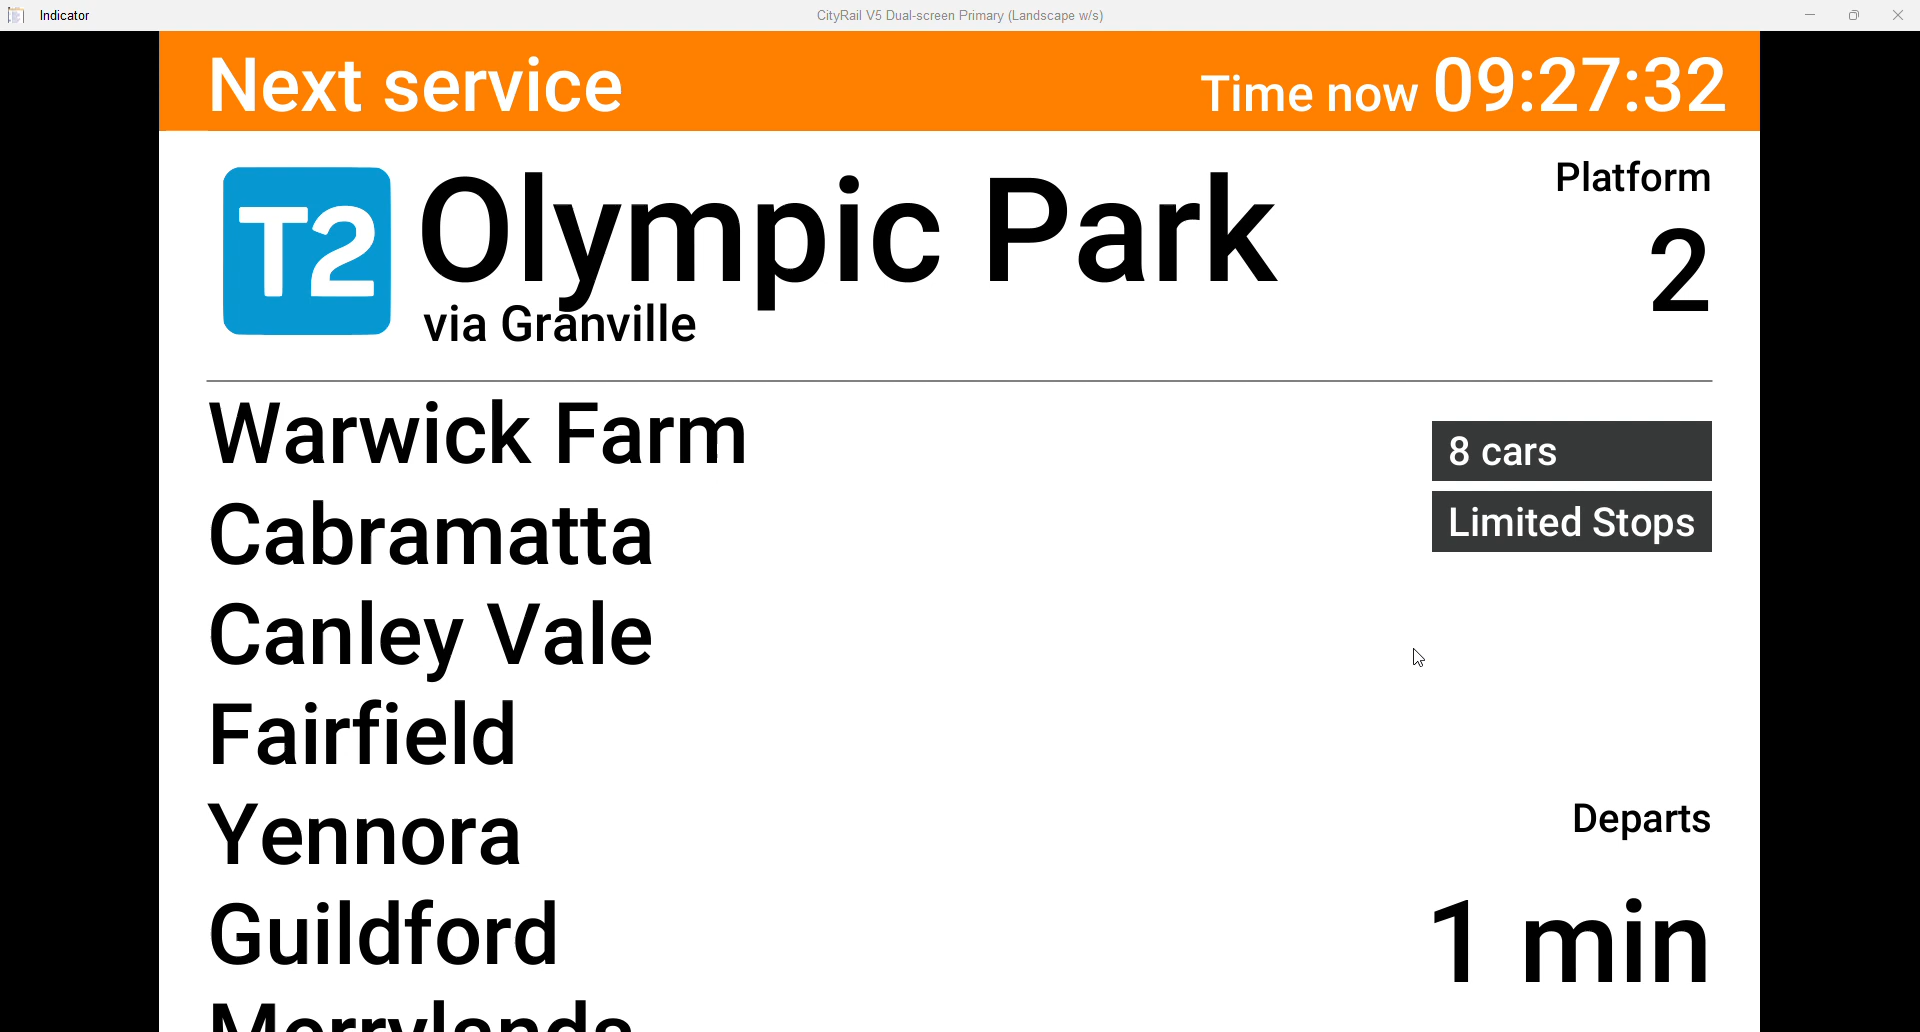 Indicator
CityRail V5 Dual-screen Primary (Landscape w/s)
Next service
Time now 09:27:32
T2 Olympic Park
via Granville
Platform
2
Warwick Farm
Cabramatta
Canley Vale
Fairfield
Yennora
Guildford
Merrylands
8 cars
Limited Stops
Departs
1 min